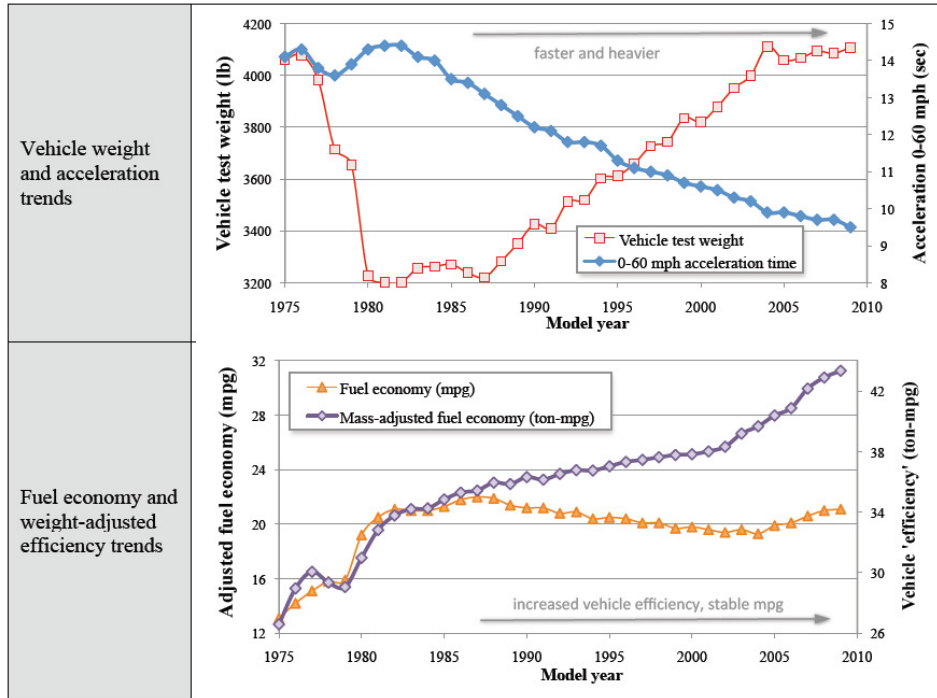 Vehicle weight
and acceleration
trends
Vehicle test weight (lb)
4200
4000
3800
3600
3400
3200
faster and heavier
Vehicle test weight
0-60 mph acceleration time
15
14
13
12
11
10
9
8
Acceleration 0-60 mph (sec)
1975 1980 1985 1990 1995 2000 2005 2010
Model year
Fuel economy and
weight-adjusted
efficiency trends
Adjusted fuel economy (mpg)
32
28
24
20
16
12
Fuel economy (mpg)
Mass-adjusted fuel economy (ton-mpg)
increased vehicle efficiency, stable mpg
42
38
34
30
26
Vehicle 'efficiency' (ton-mpg)
1975 1980 1985 1990 1995 2000 2005 2010
Model year